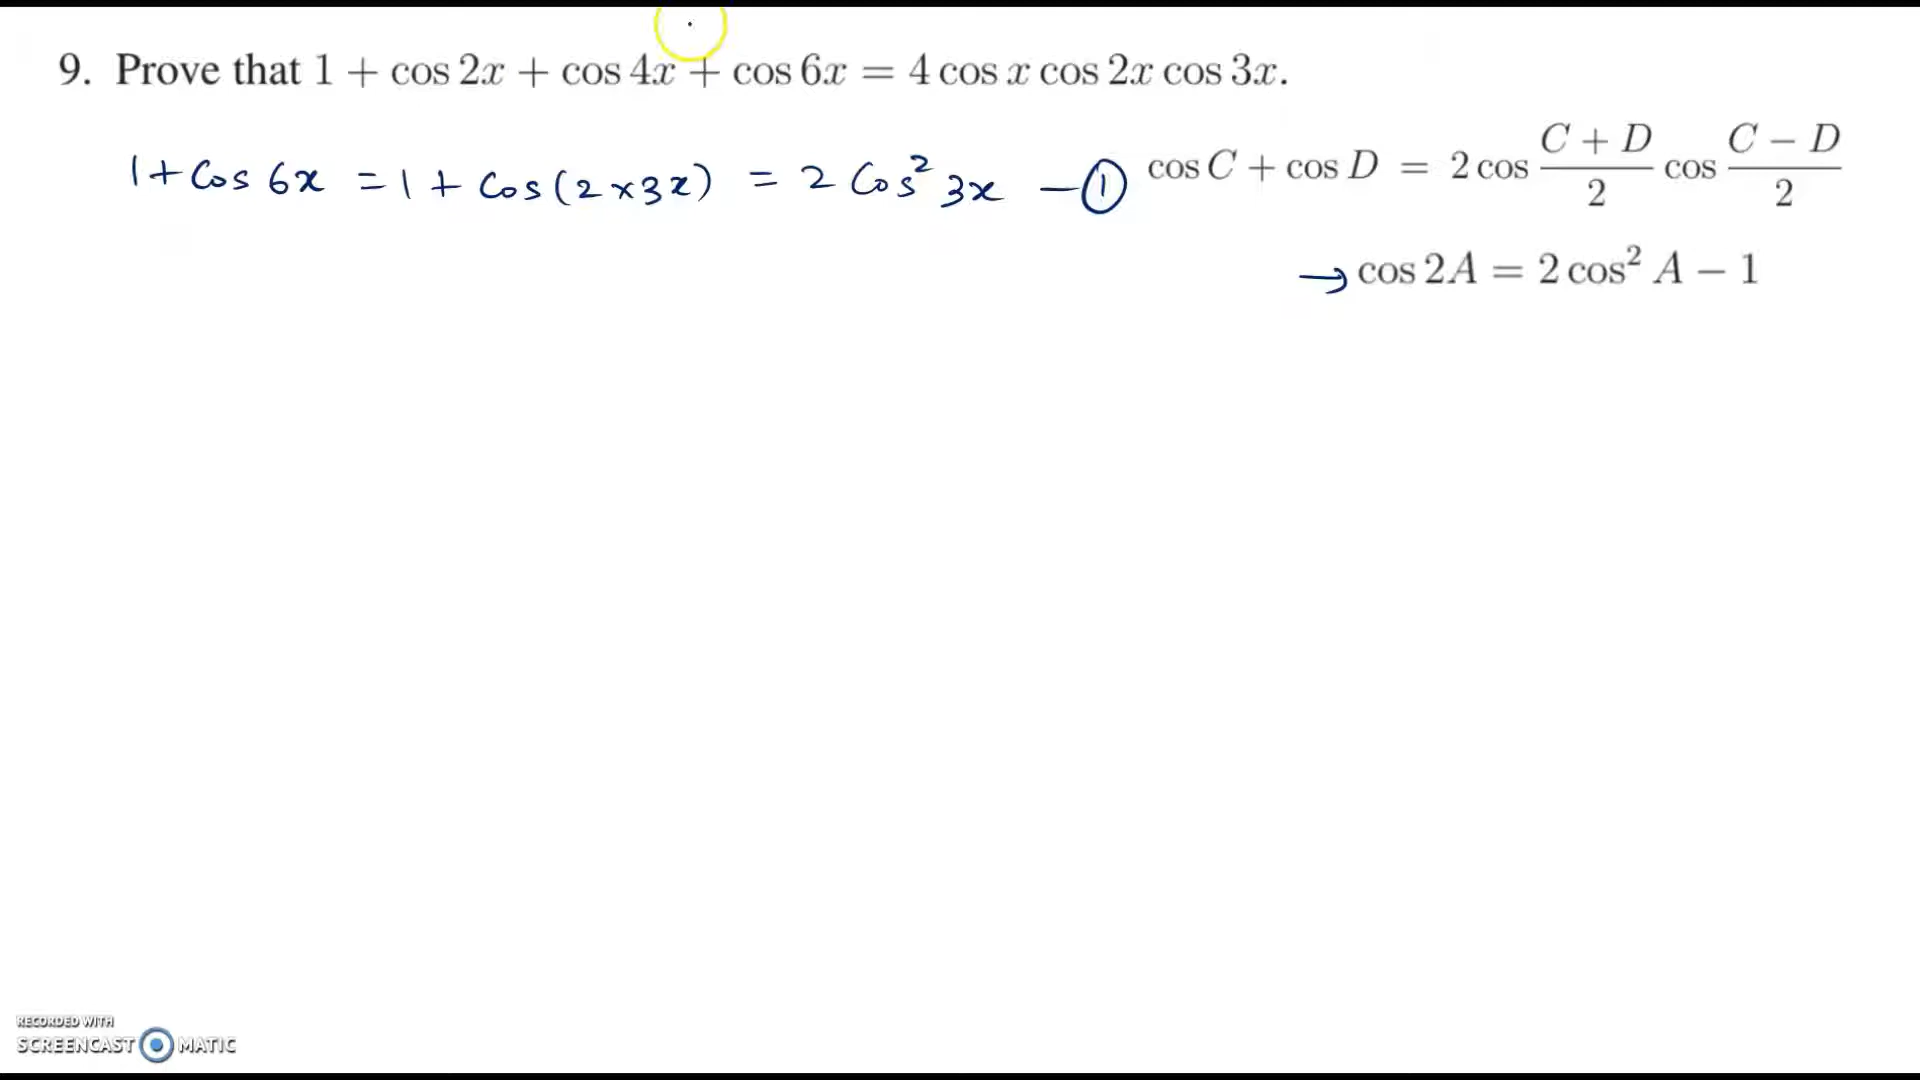 9. Prove that 1 + cos 2x + cos 4x + cos 6x = 4 cos x cos 2x cos 3x.
1 + Cos 6x = 1 + Cos (2 × 3x) = 2 Cos² 3x — ①
cos C + cos D = 2 cos (C + D)/2 cos (C − D)/2
→ cos 2A = 2 cos² A − 1
RECORDED WITH
SCREENCAST MATIC